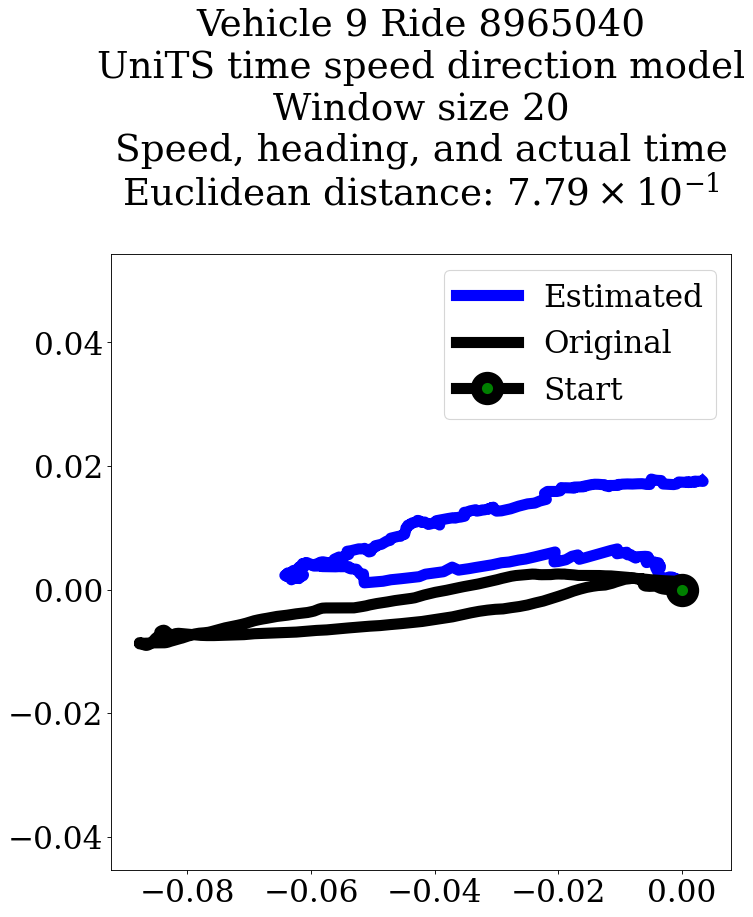 Vehicle 9 Ride 8965040
UniTS time speed direction model
Window size 20
Speed, heading, and actual time
Euclidean distance: 7.79 × 10⁻¹
Estimated
Original
Start
0.04
0.02
0.00
−0.02
−0.04
−0.08 −0.06 −0.04 −0.02 0.00